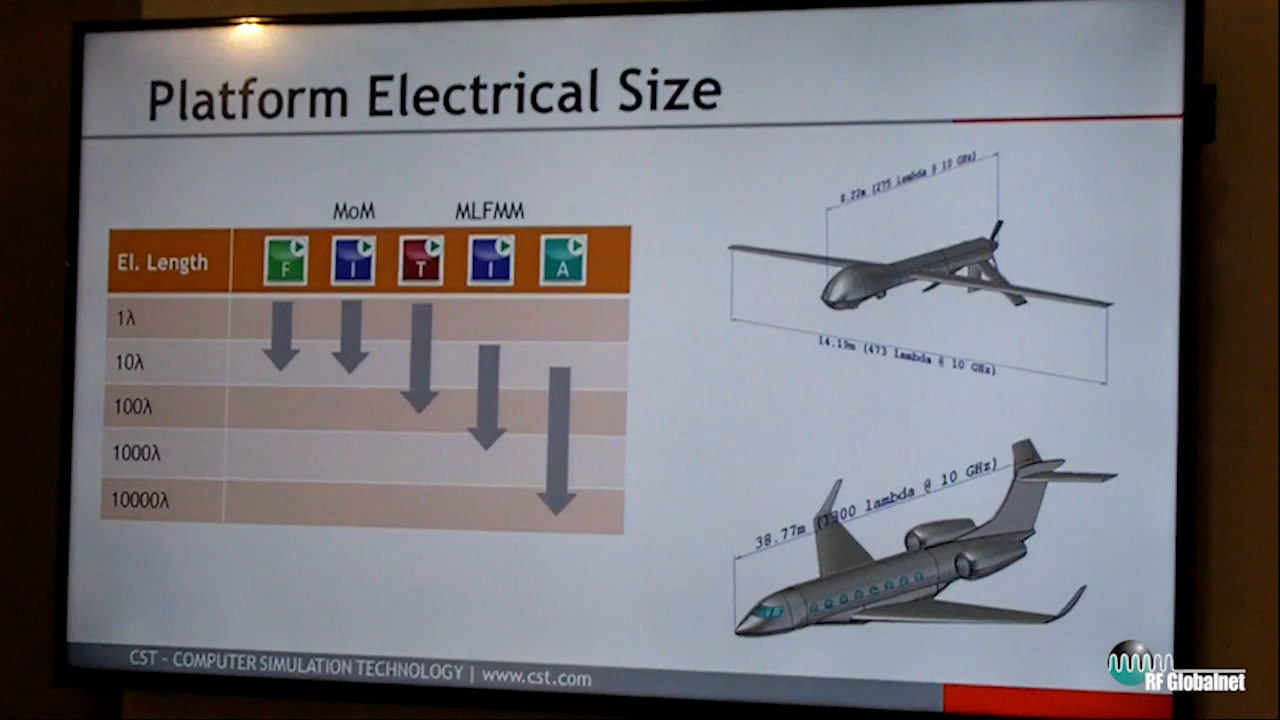 Platform Electrical Size
MoM MLFMM
El. Length F I T I A
1λ
10λ
100λ
1000λ
10000λ
8.22m (275 lambda @ 10 GHz)
14.19m (473 lambda @ 10 GHz)
38.77m (1300 lambda @ 10 GHz)
CST - COMPUTER SIMULATION TECHNOLOGY | www.cst.com
RF Globalnet